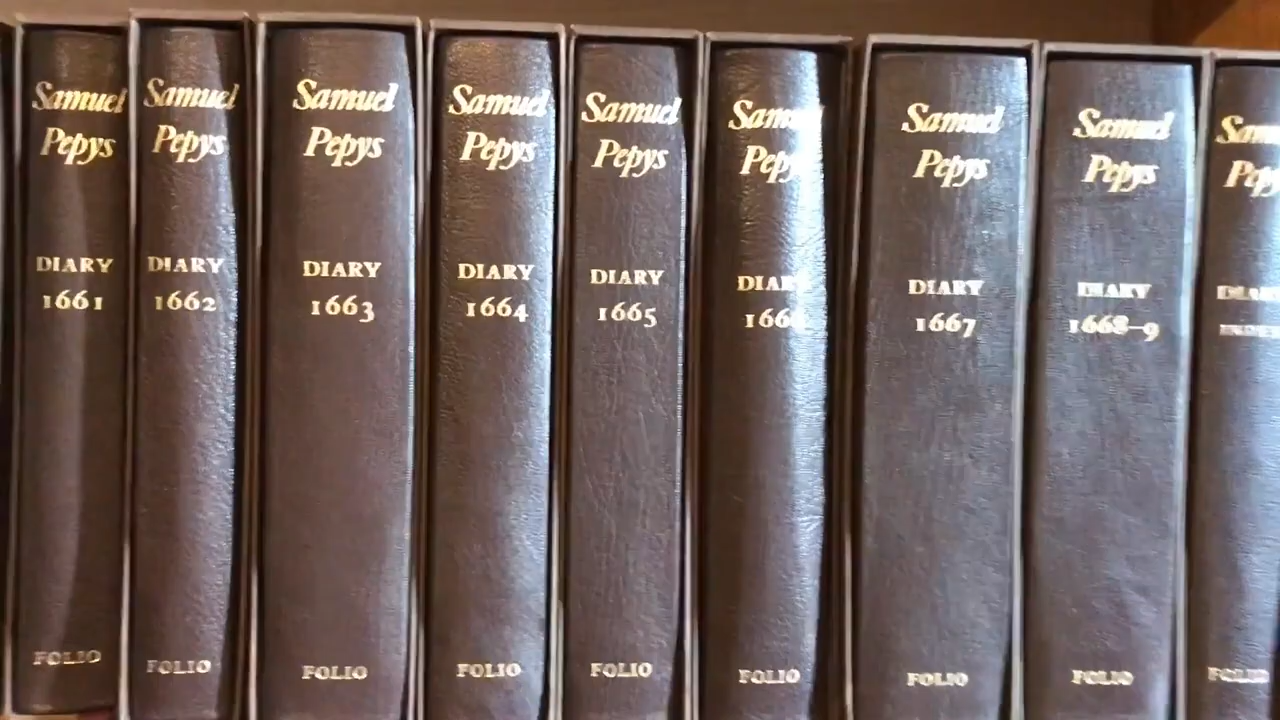 Samuel
Pepys
DIARY
1661
FOLIO
Samuel
Pepys
DIARY
1662
FOLIO
Samuel
Pepys
DIARY
1663
FOLIO
Samuel
Pepys
DIARY
1664
FOLIO
Samuel
Pepys
DIARY
1665
FOLIO
Samuel
Pepys
DIARY
1666
FOLIO
Samuel
Pepys
DIARY
1667
FOLIO
Samuel
Pepys
DIARY
1668–9
FOLIO
FOLIO